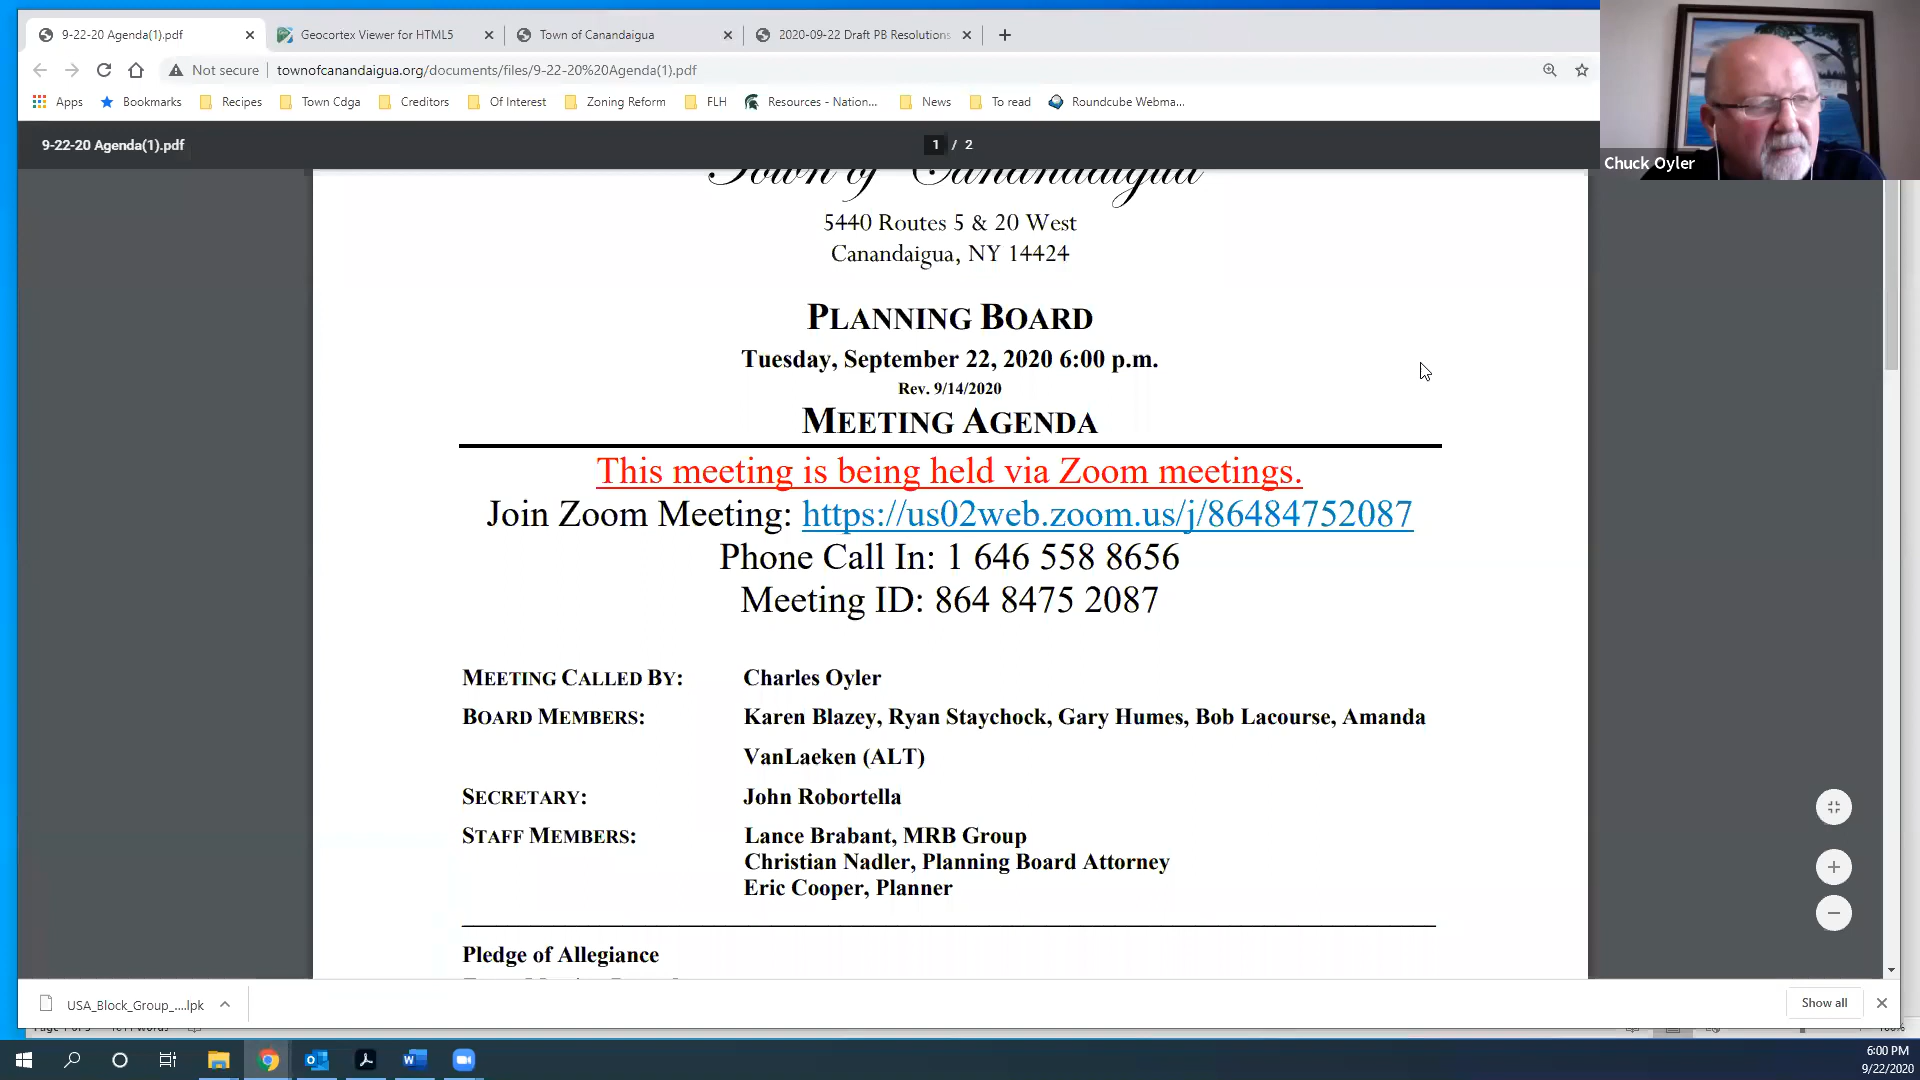 9-22-20 Agenda(1).pdf
Geocortex Viewer for HTML5
Town of Canandaigua
2020-09-22 Draft PB Resolutions
Not secure
townofcanandaigua.org/documents/files/9-22-20%20Agenda(1).pdf
Apps
Bookmarks
Recipes
Town Cdga
Creditors
Of Interest
Zoning Reform
FLH
Resources - Nation...
News
To read
Roundcube Webma...
9-22-20 Agenda(1).pdf
1 / 2
Chuck Oyler
Town of Canandaigua
5440 Routes 5 & 20 West
Canandaigua, NY 14424
PLANNING BOARD
Tuesday, September 22, 2020 6:00 p.m.
Rev. 9/14/2020
MEETING AGENDA
This meeting is being held via Zoom meetings.
Join Zoom Meeting: https://us02web.zoom.us/j/86484752087
Phone Call In: 1 646 558 8656
Meeting ID: 864 8475 2087
MEETING CALLED BY: Charles Oyler
BOARD MEMBERS: Karen Blazey, Ryan Staychock, Gary Humes, Bob Lacourse, Amanda
VanLaeken (ALT)
SECRETARY: John Robortella
STAFF MEMBERS: Lance Brabant, MRB Group
Christian Nadler, Planning Board Attorney
Eric Cooper, Planner
Pledge of Allegiance
USA_Block_Group_....lpk
Show all
6:00 PM
9/22/2020